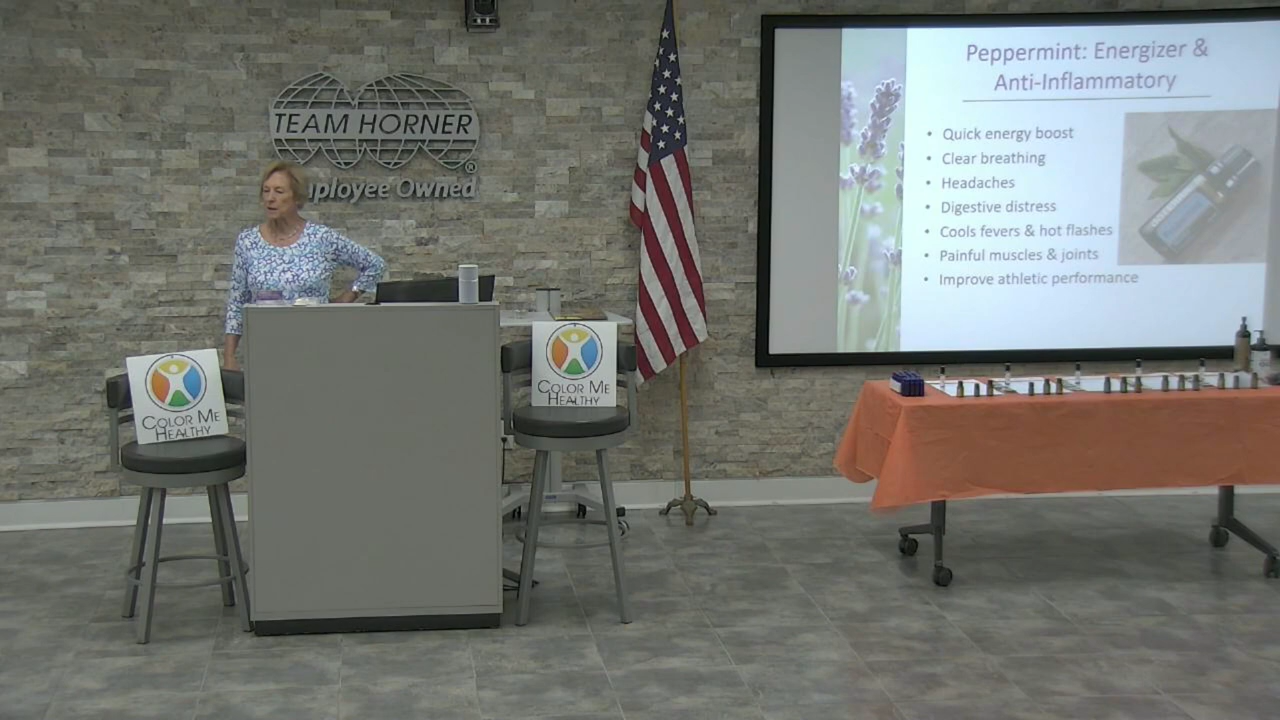 TEAM HORNER
®
Employee Owned
Peppermint: Energizer &
Anti-Inflammatory
• Quick energy boost
• Clear breathing
• Headaches
• Digestive distress
• Cools fevers & hot flashes
• Painful muscles & joints
• Improve athletic performance
COLOR ME
HEALTHY
COLOR ME
HEALTHY